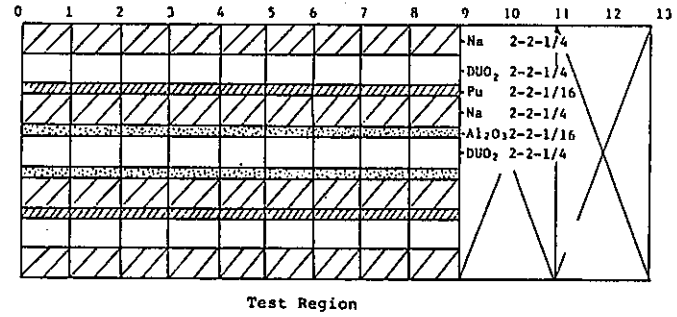 0 1 2 3 4 5 6 7 8 9 10 11 12 13
Na 2-2-1/4
DUO₂ 2-2-1/4
Pu 2-2-1/16
Na 2-2-1/4
Al₂O₃ 2-2-1/16
DUO₂ 2-2-1/4
Test Region